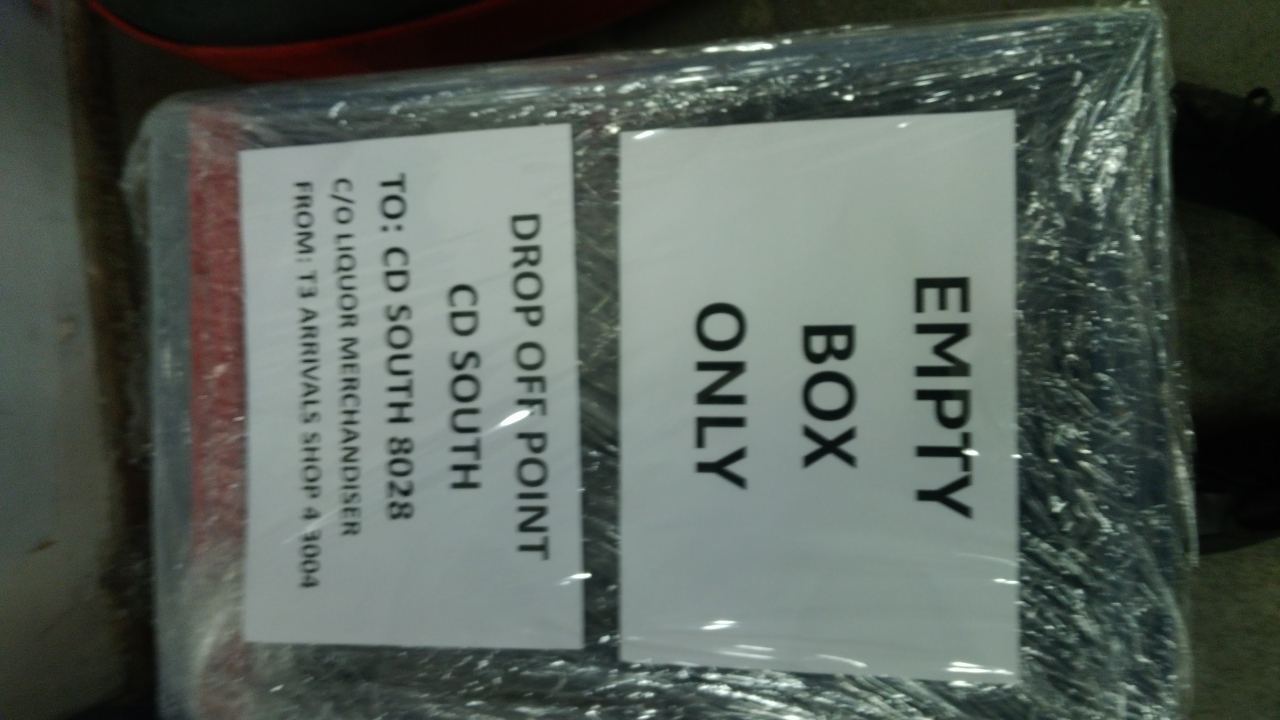 EMPTY
BOX
ONLY
DROP OFF POINT
CD SOUTH
TO: CD SOUTH 8028
C/O LIQUOR MERCHANDISER
FROM: T3 ARRIVALS SHOP 4